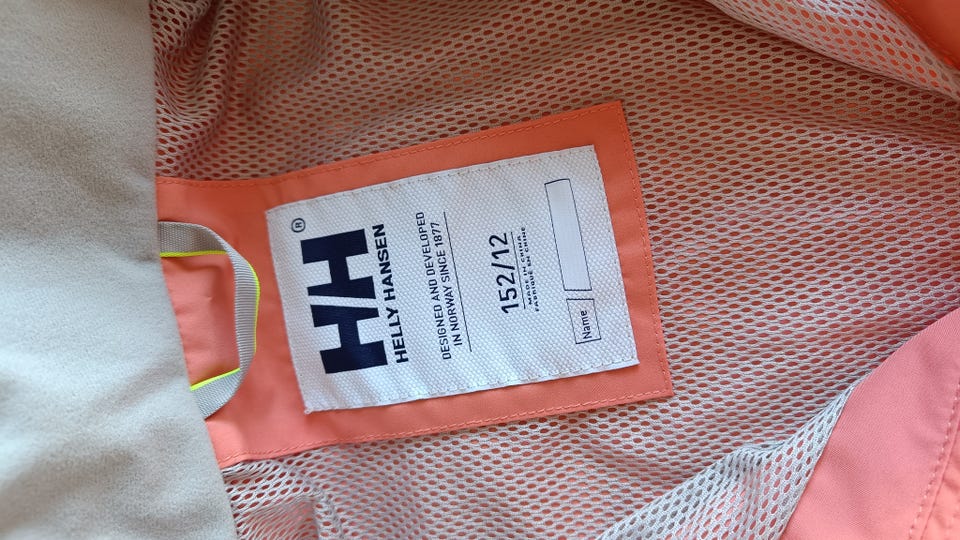 HH®
HELLY HANSEN
DESIGNED AND DEVELOPED
IN NORWAY SINCE 1877
152/12
MADE IN CHINA
FABRIQUÉ EN CHINE
Name